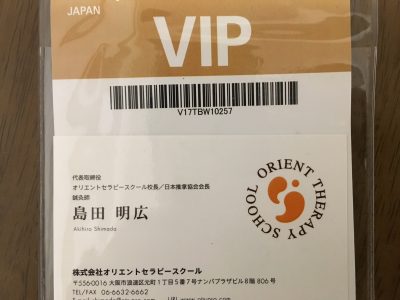 JAPAN
VIP
V17TBW10257
代表取締役
オリエントセラピースクール校長／日本推拿協会会長
鍼灸師
島田 明広
Akihiro Shimada
ORIENT THERAPY SCHOOL
株式会社オリエントセラピースクール
〒556-0016 大阪市浪速区元町1丁目5番7号ナンバプラザビル8階 806号
TEL/FAX 06-6632-6662